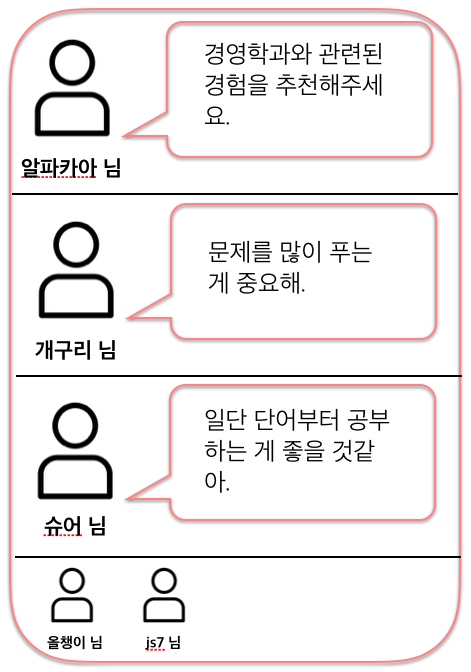 경영학과와 관련된
경험을 추천해주세
요.
알파카아 님
문제를 많이 푸는
게 중요해.
개구리 님
일단 단어부터 공부
하는 게 좋을 것같
아.
슈어 님
올챙이 님
js7 님